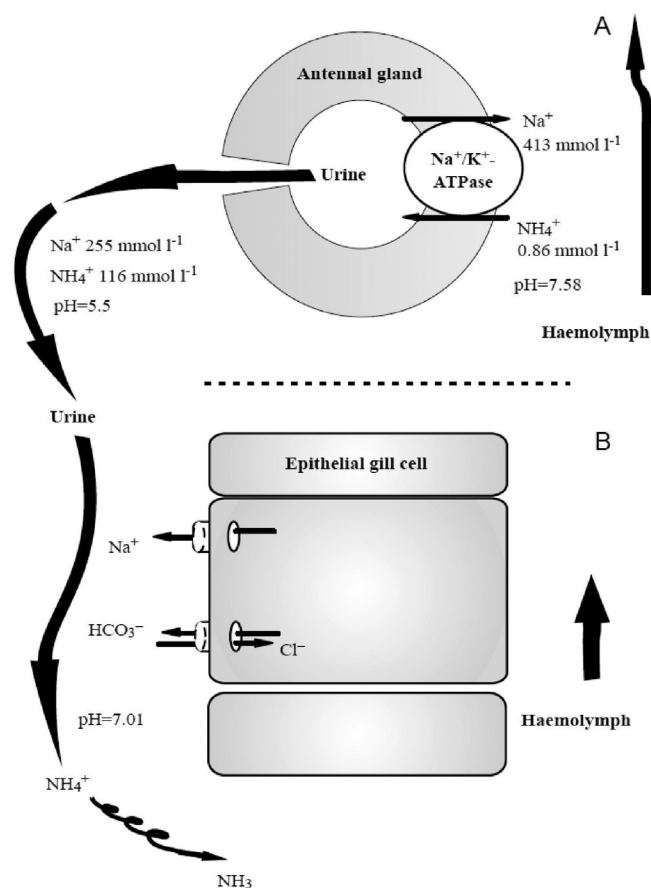 A
Antennal gland
Na⁺
413 mmol l⁻¹
Na⁺/K⁺-
ATPase
Urine
NH₄⁺
0.86 mmol l⁻¹
pH=7.58
Haemolymph
Na⁺ 255 mmol l⁻¹
NH₄⁺ 116 mmol l⁻¹
pH=5.5
Urine
B
Epithelial gill cell
Na⁺
HCO₃⁻
Cl⁻
Haemolymph
pH=7.01
NH₄⁺
NH₃